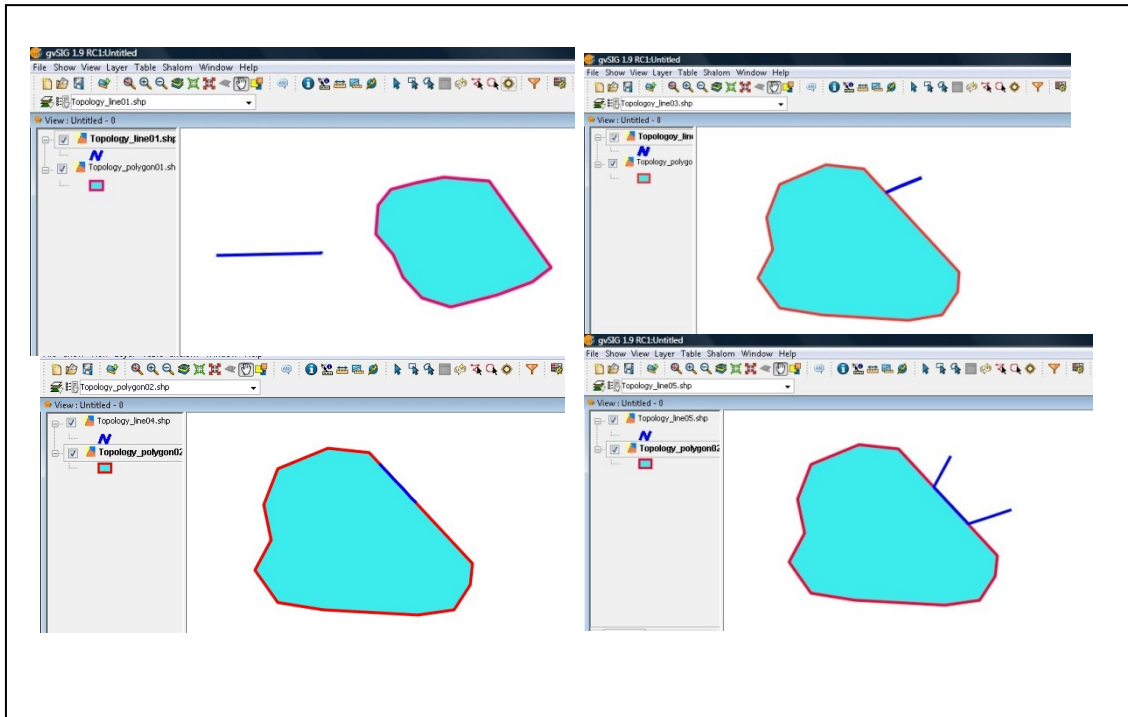 gvSIG 1.9 RC1:Untitled
File Show View Layer Table Shalom Window Help
Topology_line01.shp
View : Untitled - 0
Topology_line01.shp
Topology_polygon01.sh
gvSIG 1.9 RC1:Untitled
File Show View Layer Table Shalom Window Help
Topologoy_line03.shp
View : Untitled - 0
Topologoy_lin
Topology_polygo
Topology_polygon02.shp
View : Untitled - 0
Topology_line04.shp
Topology_polygon02
gvSIG 1.9 RC1:Untitled
File Show View Layer Table Shalom Window Help
Topology_line05.shp
View : Untitled - 0
Topology_line05.shp
Topology_polygon02